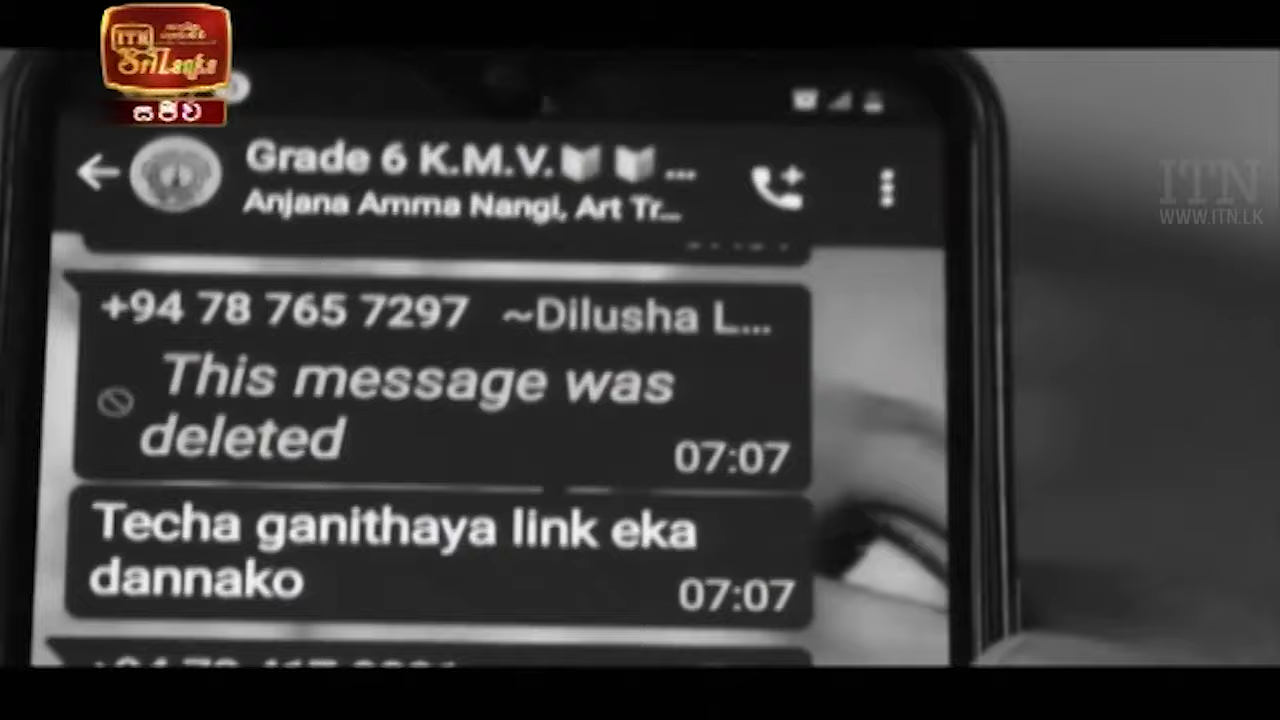 ITN
Sri Lanka
සජීව
Grade 6 K.M.V. ...
Anjana Amma Nangi, Art Tr...
ITN
WWW.ITN.LK
+94 78 765 7297 ~Dilusha L...
This message was
deleted
07:07
Techa ganithaya link eka
dannako
07:07